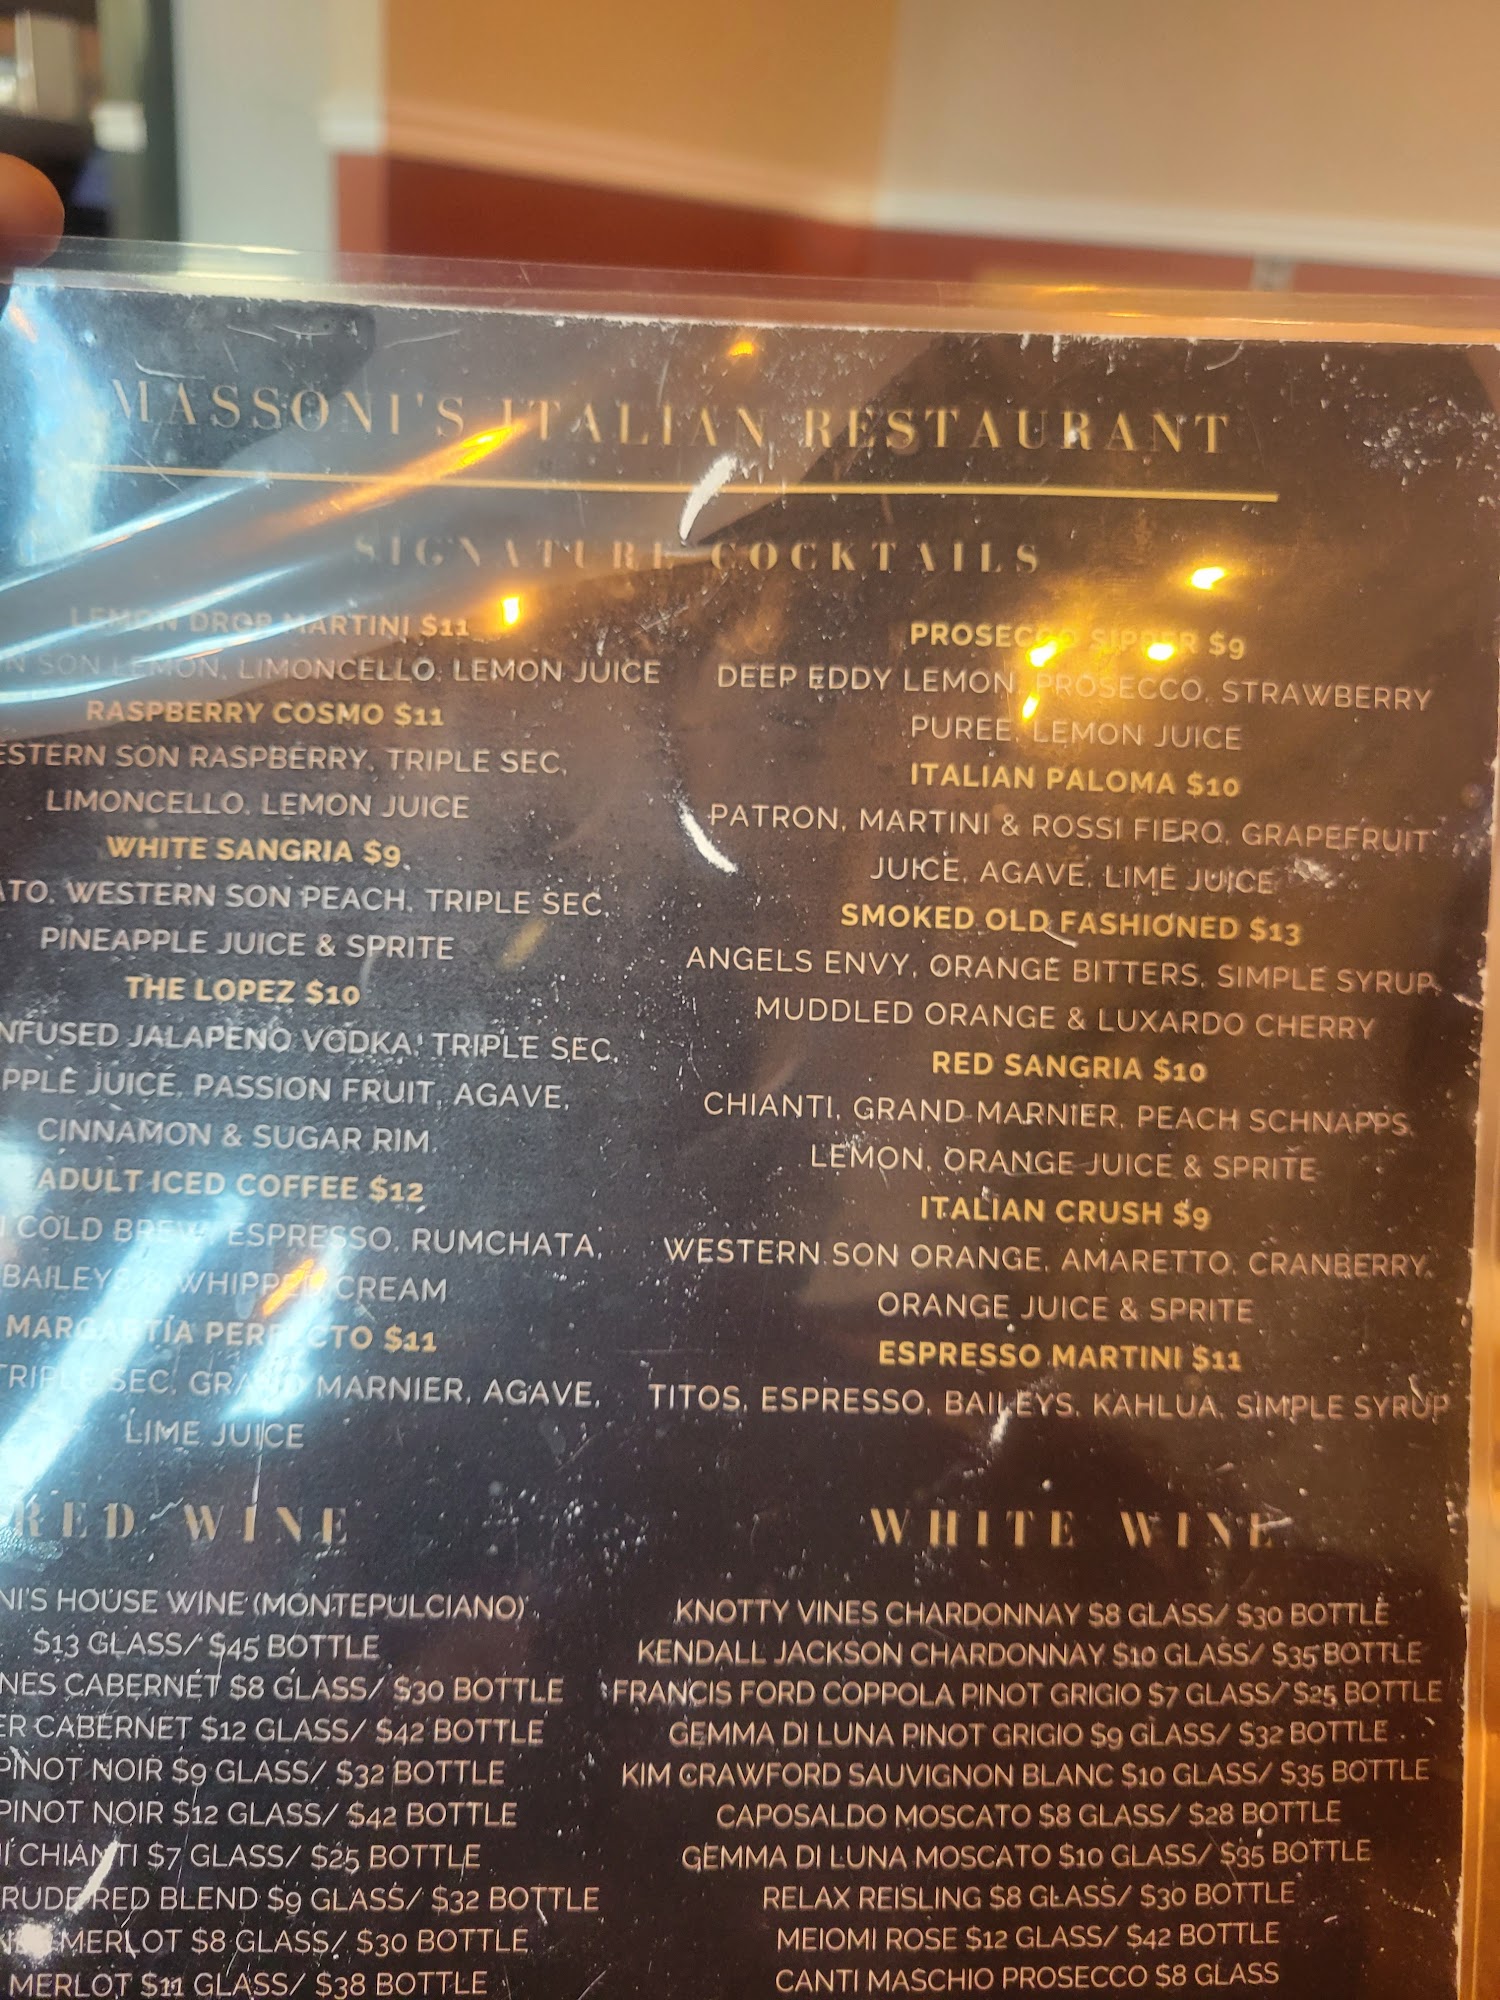 MASSONI'S ITALIAN RESTAURANT
SIGNATURE COCKTAILS
LEMON DROP MARTINI $11
SON LEMON, LIMONCELLO, LEMON JUICE
RASPBERRY COSMO $11
ESTERN SON RASPBERRY, TRIPLE SEC,
LIMONCELLO, LEMON JUICE
WHITE SANGRIA $9
ATO, WESTERN SON PEACH, TRIPLE SEC,
PINEAPPLE JUICE & SPRITE
THE LOPEZ $10
NFUSED JALAPENO VODKA, TRIPLE SEC,
PPLE JUICE, PASSION FRUIT, AGAVE,
CINNAMON & SUGAR RIM
ADULT ICED COFFEE $12
COLD BREW, ESPRESSO, RUMCHATA,
BAILEYS & WHIPPED CREAM
MARGARTIA PERFECTO $11
TRIPLE SEC, GRAND MARNIER, AGAVE,
LIME JUICE
PROSECCO SIPPER $9
DEEP EDDY LEMON, PROSECCO, STRAWBERRY
PUREE, LEMON JUICE
ITALIAN PALOMA $10
PATRON, MARTINI & ROSSI FIERO, GRAPEFRUIT
JUICE, AGAVE, LIME JUICE
SMOKED OLD FASHIONED $13
ANGELS ENVY, ORANGE BITTERS, SIMPLE SYRUP,
MUDDLED ORANGE & LUXARDO CHERRY
RED SANGRIA $10
CHIANTI, GRAND MARNIER, PEACH SCHNAPPS,
LEMON, ORANGE JUICE & SPRITE
ITALIAN CRUSH $9
WESTERN SON ORANGE, AMARETTO, CRANBERRY,
ORANGE JUICE & SPRITE
ESPRESSO MARTINI $11
TITOS, ESPRESSO, BAILEYS, KAHLUA, SIMPLE SYRUP
RED WINE
NI'S HOUSE WINE (MONTEPULCIANO)
$13 GLASS/ $45 BOTTLE
NES CABERNET $8 GLASS/ $30 BOTTLE
ER CABERNET $12 GLASS/ $42 BOTTLE
PINOT NOIR $9 GLASS/ $32 BOTTLE
PINOT NOIR $12 GLASS/ $42 BOTTLE
CHIANTI $7 GLASS/ $25 BOTTLE
RUDE RED BLEND $9 GLASS/ $32 BOTTLE
MERLOT $8 GLASS/ $30 BOTTLE
MERLOT $11 GLASS/ $38 BOTTLE
WHITE WINE
KNOTTY VINES CHARDONNAY $8 GLASS/ $30 BOTTLE
KENDALL JACKSON CHARDONNAY $10 GLASS/ $35 BOTTLE
FRANCIS FORD COPPOLA PINOT GRIGIO $7 GLASS/ $25 BOTTLE
GEMMA DI LUNA PINOT GRIGIO $9 GLASS/ $32 BOTTLE
KIM CRAWFORD SAUVIGNON BLANC $10 GLASS/ $35 BOTTLE
CAPOSALDO MOSCATO $8 GLASS/ $28 BOTTLE
GEMMA DI LUNA MOSCATO $10 GLASS/ $35 BOTTLE
RELAX REISLING $8 GLASS/ $30 BOTTLE
MEIOMI ROSE $12 GLASS/ $42 BOTTLE
CANTI MASCHIO PROSECCO $8 GLASS